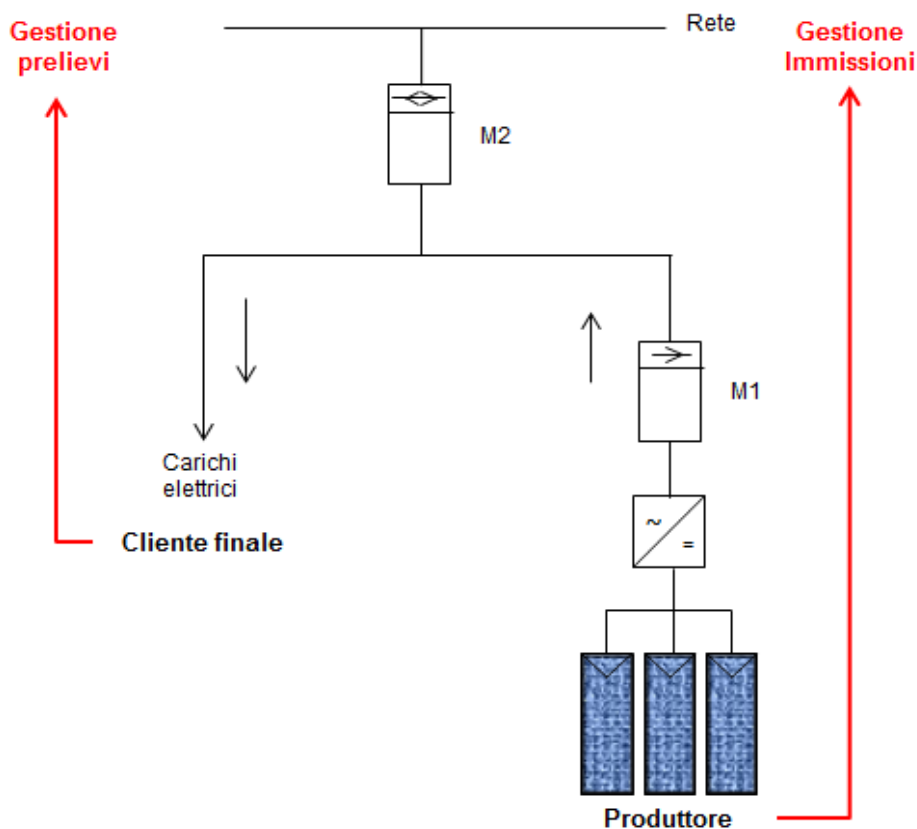 Gestione
prelievi
Rete
Gestione
Immissioni
M2
M1
Carichi
elettrici
Cliente finale
~
=
Produttore